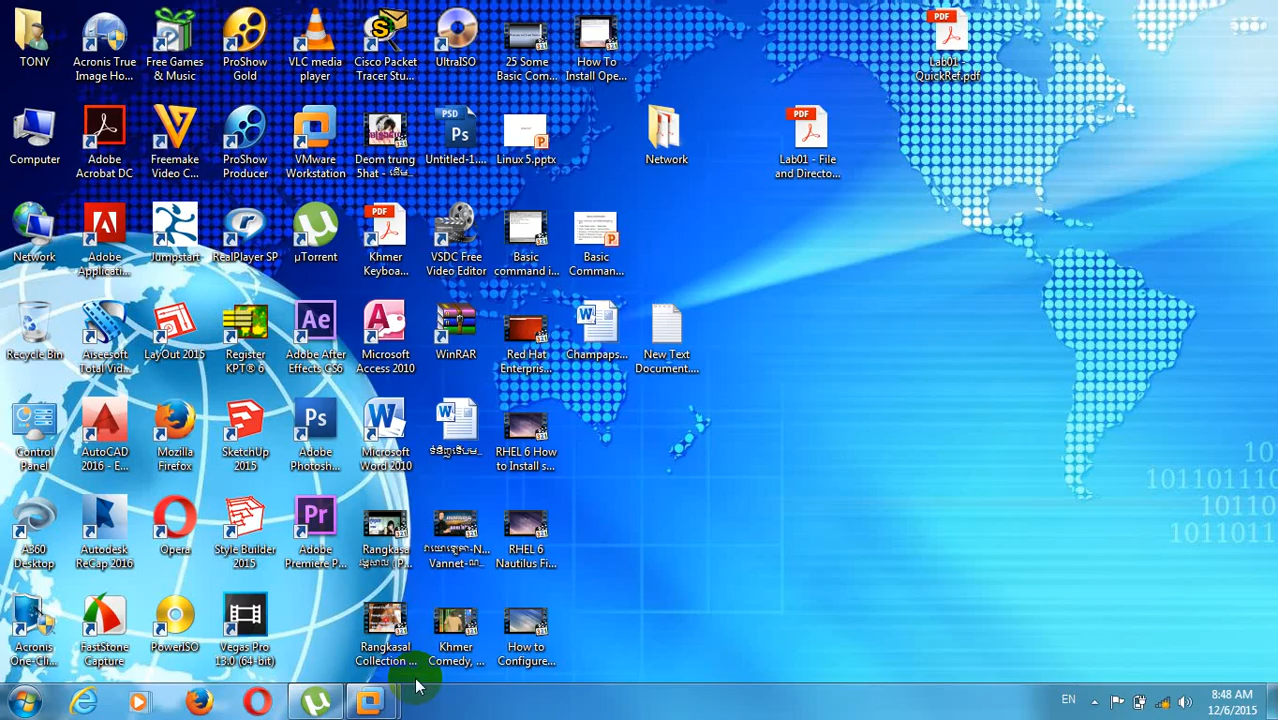 TONY
Acronis True
Image Ho...
Free Games
& Music
ProShow
Gold
VLC media
player
Cisco Packet
Tracer Stu...
UltraISO
25 Some
Basic Com...
How To
Install Ope...
PDF
Lab01
QuickRef.pdf
Computer
Adobe
Acrobat DC
Freemake
Video C...
ProShow
Producer
VMware
Workstation
Deom trung
5hat -
PSD
Ps
Untitled-1....
Linux 5.pptx
Network
PDF
Lab01 - File
and Directo...
Network
Adobe
Applicati...
Jumpstart
RealPlayer SP
µTorrent
PDF
Khmer
Keyboa...
VSDC Free
Video Editor
Basic
command i...
Basic
Comman...
Recycle Bin
Aiseesoft
Total Vid...
LayOut 2015
Register
KPT® 6
Ae
Adobe After
Effects CS6
Microsoft
Access 2010
WinRAR
Red Hat
Enterpris...
Champaps...
New Text
Document....
Control
Panel
AutoCAD
2016 - E...
Mozilla
Firefox
SketchUp
2015
Ps
Adobe
Photosh...
Microsoft
Word 2010
RHEL 6 How
to Install s...
A360
Desktop
Autodesk
ReCap 2016
Opera
Style Builder
2015
Pr
Adobe
Premiere P...
Rangkasa
RHEL 6
Nautilus Fi...
Acronis
One-Cli...
FastStone
Capture
PowerISO
Vegas Pro
13.0 (64-bit)
Rangkasal
Collection ...
Khmer
Comedy, ...
How to
Configure...
10
10111011
10100
1011101
EN
8:48 AM
12/6/2015